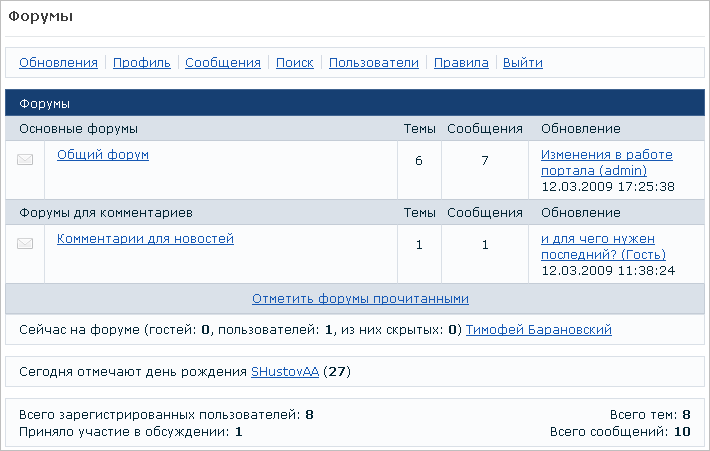 Форумы
Обновления Профиль Сообщения Поиск Пользователи Правила Выйти
Форумы
Основные форумы Темы Сообщения Обновление
Общий форум 6 7 Изменения в работе
портала (admin)
12.03.2009 17:25:38
Форумы для комментариев Темы Сообщения Обновление
Комментарии для новостей 1 1 и для чего нужен
последний? (Гость)
12.03.2009 11:38:24
Отметить форумы прочитанными
Сейчас на форуме (гостей: 0, пользователей: 1, из них скрытых: 0) Тимофей Барановский
Сегодня отмечают день рождения SHustovAA (27)
Всего зарегистрированных пользователей: 8 Всего тем: 8
Приняло участие в обсуждении: 1 Всего сообщений: 10